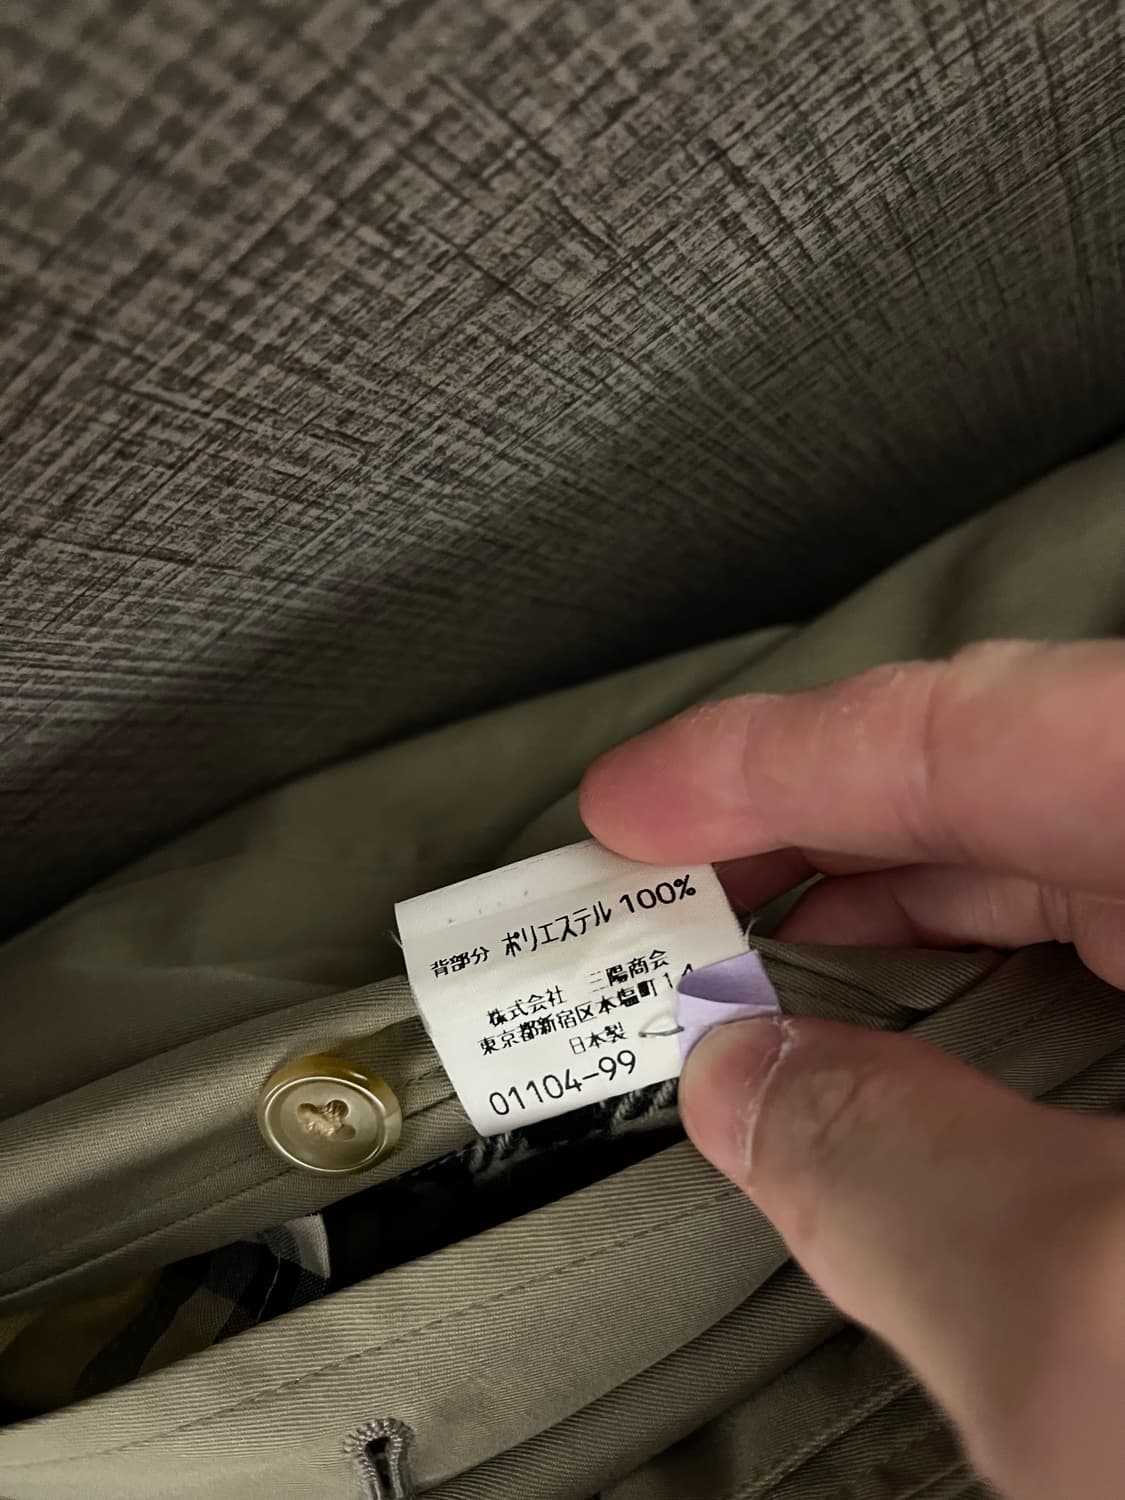 背部分 ポリエステル 100%
株式会社 三陽商会
東京都新宿区本塩町14
日本製
01104-99